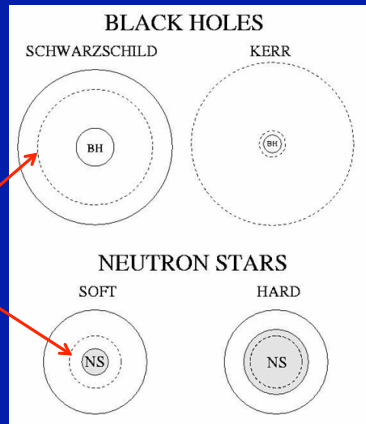 BLACK HOLES
SCHWARZSCHILD KERR
BH BH
NEUTRON STARS
SOFT HARD
NS NS